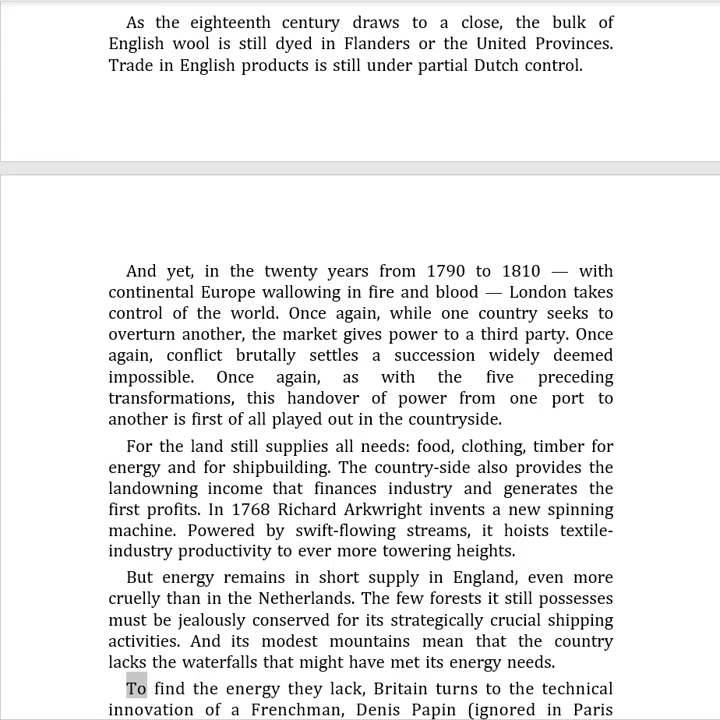 As the eighteenth century draws to a close, the bulk of
English wool is still dyed in Flanders or the United Provinces.
Trade in English products is still under partial Dutch control.
And yet, in the twenty years from 1790 to 1810 — with
continental Europe wallowing in fire and blood — London takes
control of the world. Once again, while one country seeks to
overturn another, the market gives power to a third party. Once
again, conflict brutally settles a succession widely deemed
impossible. Once again, as with the five preceding
transformations, this handover of power from one port to
another is first of all played out in the countryside.
For the land still supplies all needs: food, clothing, timber for
energy and for shipbuilding. The country-side also provides the
landowning income that finances industry and generates the
first profits. In 1768 Richard Arkwright invents a new spinning
machine. Powered by swift-flowing streams, it hoists textile-
industry productivity to ever more towering heights.
But energy remains in short supply in England, even more
cruelly than in the Netherlands. The few forests it still possesses
must be jealously conserved for its strategically crucial shipping
activities. And its modest mountains mean that the country
lacks the waterfalls that might have met its energy needs.
To find the energy they lack, Britain turns to the technical
innovation of a Frenchman, Denis Papin (ignored in Paris